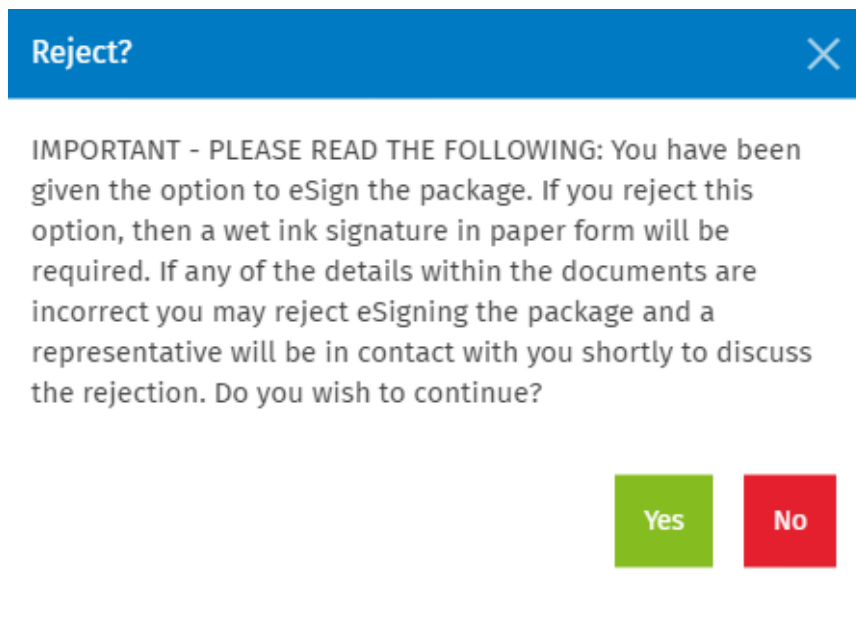 Reject?
IMPORTANT - PLEASE READ THE FOLLOWING: You have been
given the option to eSign the package. If you reject this
option, then a wet ink signature in paper form will be
required. If any of the details within the documents are
incorrect you may reject eSigning the package and a
representative will be in contact with you shortly to discuss
the rejection. Do you wish to continue?
Yes No